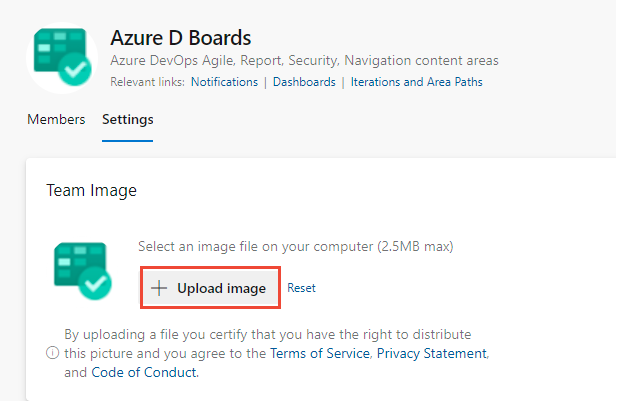 Azure D Boards
Azure DevOps Agile, Report, Security, Navigation content areas
Relevant links: Notifications | Dashboards | Iterations and Area Paths
Members Settings
Team Image
Select an image file on your computer (2.5MB max)
Upload image Reset
By uploading a file you certify that you have the right to distribute
this picture and you agree to the Terms of Service, Privacy Statement,
and Code of Conduct.